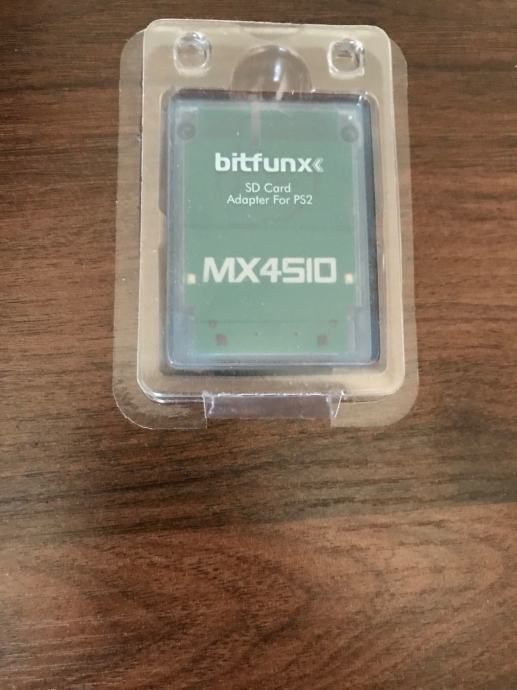 bitfunx
SD Card
Adapter For PS2
MX4SIO